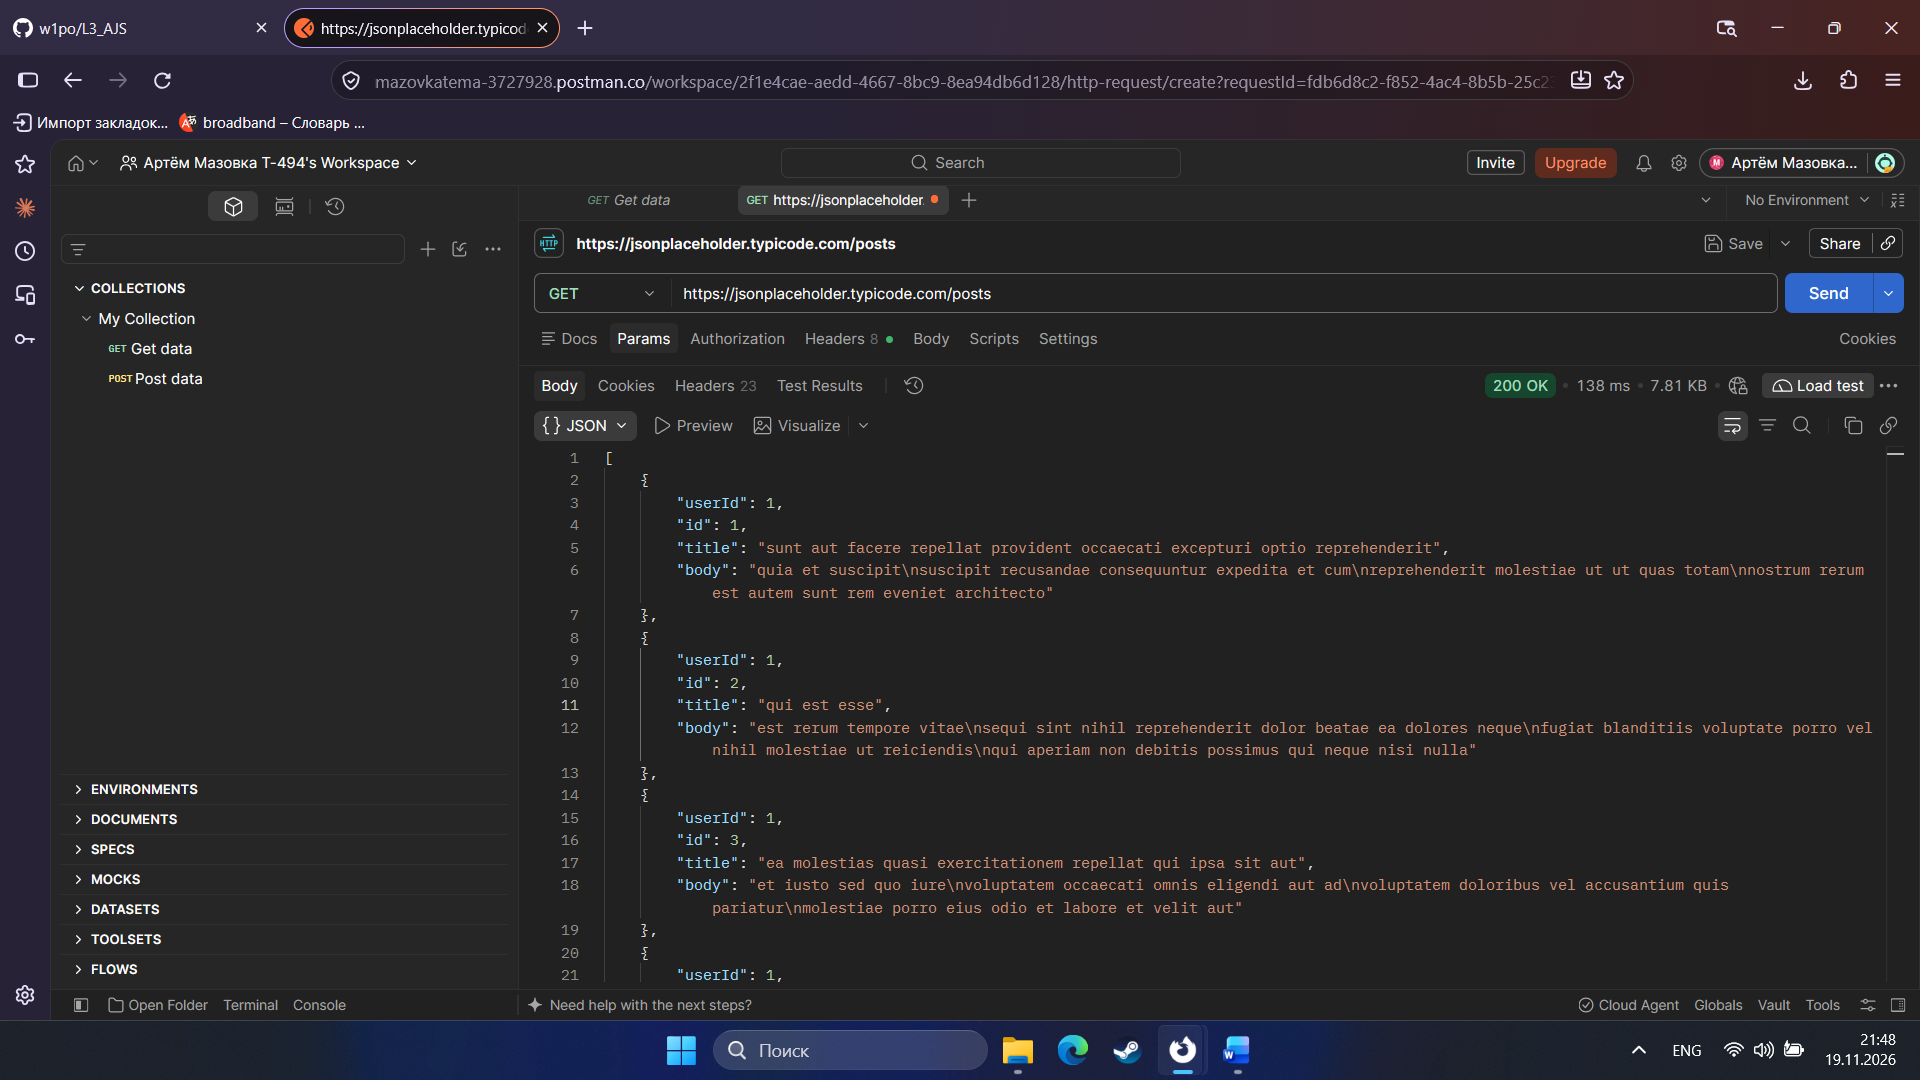 w1po/L3_AJS
https://jsonplaceholder.typicod
mazovkatema-3727928.postman.co/workspace/2f1e4cae-aedd-4667-8bc9-8ea94db6d128/http-request/create?requestId=fdb6d8c2-f852-4ac4-8b5b-25c2
Импорт закладок...
broadband – Словарь ...
Артём Мазовка Т-494's Workspace
Search
Invite
Upgrade
M
Артём Мазовка...
GET Get data
GET https://jsonplaceholder.
No Environment
HTTP
https://jsonplaceholder.typicode.com/posts
Save
Share
COLLECTIONS
My Collection
GET Get data
POST Post data
GET
https://jsonplaceholder.typicode.com/posts
Send
Docs
Params
Authorization
Headers 8
Body
Scripts
Settings
Cookies
Body
Cookies
Headers 23
Test Results
200 OK
138 ms
7.81 KB
Load test
{} JSON
Preview
Visualize
1 [
2 {
3 "userId": 1,
4 "id": 1,
5 "title": "sunt aut facere repellat provident occaecati excepturi optio reprehenderit",
6 "body": "quia et suscipit\nsuscipit recusandae consequuntur expedita et cum\nreprehenderit molestiae ut ut quas totam\nnostrum rerum
est autem sunt rem eveniet architecto"
7 },
8 {
9 "userId": 1,
10 "id": 2,
11 "title": "qui est esse",
12 "body": "est rerum tempore vitae\nsequi sint nihil reprehenderit dolor beatae ea dolores neque\nfugiat blanditiis voluptate porro vel
nihil molestiae ut reiciendis\nqui aperiam non debitis possimus qui neque nisi nulla"
13 },
14 {
15 "userId": 1,
16 "id": 3,
17 "title": "ea molestias quasi exercitationem repellat qui ipsa sit aut",
18 "body": "et iusto sed quo iure\nvoluptatem occaecati omnis eligendi aut ad\nvoluptatem doloribus vel accusantium quis
pariatur\nmolestiae porro eius odio et labore et velit aut"
19 },
20 {
21 "userId": 1,
ENVIRONMENTS
DOCUMENTS
SPECS
MOCKS
DATASETS
TOOLSETS
FLOWS
Open Folder
Terminal
Console
Need help with the next steps?
Cloud Agent
Globals
Vault
Tools
Поиск
W
ENG
21:48
19.11.2026